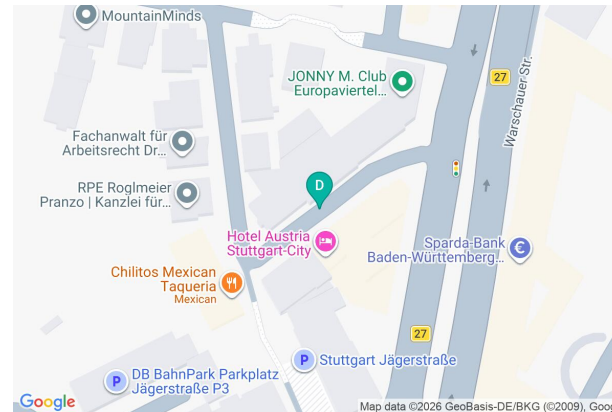 MountainMinds
27
Warschauer Str.
JONNY M. Club
Europaviertel...
Fachanwalt für
Arbeitsrecht Dr...
RPE Roglmeier
Pranzo | Kanzlei für...
D
Hotel Austria
Stuttgart-City
Sparda-Bank
Baden-Württemberg...
€
Chilitos Mexican
Taqueria
Mexican
27
P Stuttgart Jägerstraße
P DB BahnPark Parkplatz
Jägerstraße P3
Google
Map data ©2026 GeoBasis-DE/BKG (©2009), Goog